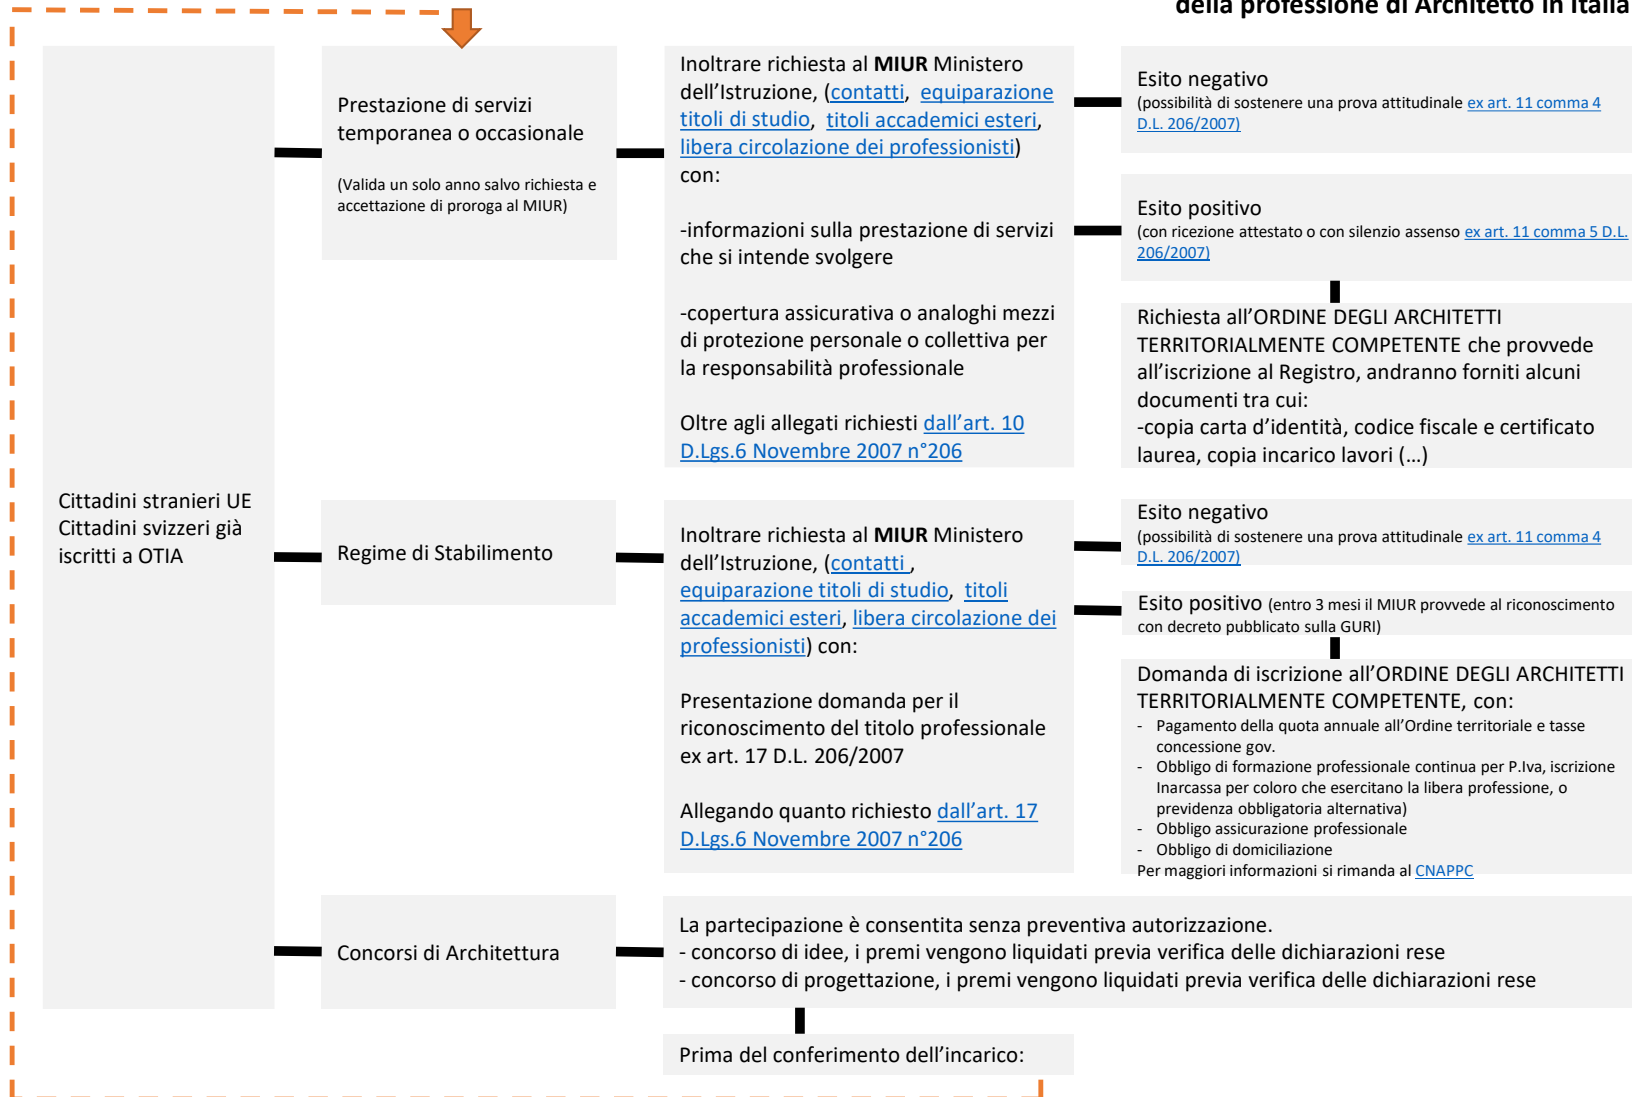 della professione di Architetto in Italia
Cittadini stranieri UE
Cittadini svizzeri già
iscritti a OTIA
Prestazione di servizi
temporanea o occasionale
(Valida un solo anno salvo richiesta e
accettazione di proroga al MIUR)
Inoltrare richiesta al MIUR Ministero
dell’Istruzione, (contatti, equiparazione
titoli di studio, titoli accademici esteri,
libera circolazione dei professionisti)
con:
-informazioni sulla prestazione di servizi
che si intende svolgere
-copertura assicurativa o analoghi mezzi
di protezione personale o collettiva per
la responsabilità professionale
Oltre agli allegati richiesti dall’art. 10
D.Lgs.6 Novembre 2007 n°206
Esito negativo
(possibilità di sostenere una prova attitudinale ex art. 11 comma 4
D.L. 206/2007)
Esito positivo
(con ricezione attestato o con silenzio assenso ex art. 11 comma 5 D.L.
206/2007)
Richiesta all’ORDINE DEGLI ARCHITETTI
TERRITORIALMENTE COMPETENTE che provvede
all’iscrizione al Registro, andranno forniti alcuni
documenti tra cui:
-copia carta d’identità, codice fiscale e certificato
laurea, copia incarico lavori (…)
Regime di Stabilimento
Inoltrare richiesta al MIUR Ministero
dell’Istruzione, (contatti ,
equiparazione titoli di studio, titoli
accademici esteri, libera circolazione dei
professionisti) con:
Presentazione domanda per il
riconoscimento del titolo professionale
ex art. 17 D.L. 206/2007
Allegando quanto richiesto dall’art. 17
D.Lgs.6 Novembre 2007 n°206
Esito negativo
(possibilità di sostenere una prova attitudinale ex art. 11 comma 4
D.L. 206/2007)
Esito positivo (entro 3 mesi il MIUR provvede al riconoscimento
con decreto pubblicato sulla GURI)
Domanda di iscrizione all’ORDINE DEGLI ARCHITETTI
TERRITORIALMENTE COMPETENTE, con:
- Pagamento della quota annuale all’Ordine territoriale e tasse
concessione gov.
- Obbligo di formazione professionale continua per P.Iva, iscrizione
Inarcassa per coloro che esercitano la libera professione, o
previdenza obbligatoria alternativa)
- Obbligo assicurazione professionale
- Obbligo di domiciliazione
Per maggiori informazioni si rimanda al CNAPPC
Concorsi di Architettura
La partecipazione è consentita senza preventiva autorizzazione.
- concorso di idee, i premi vengono liquidati previa verifica delle dichiarazioni rese
- concorso di progettazione, i premi vengono liquidati previa verifica delle dichiarazioni rese
Prima del conferimento dell’incarico: